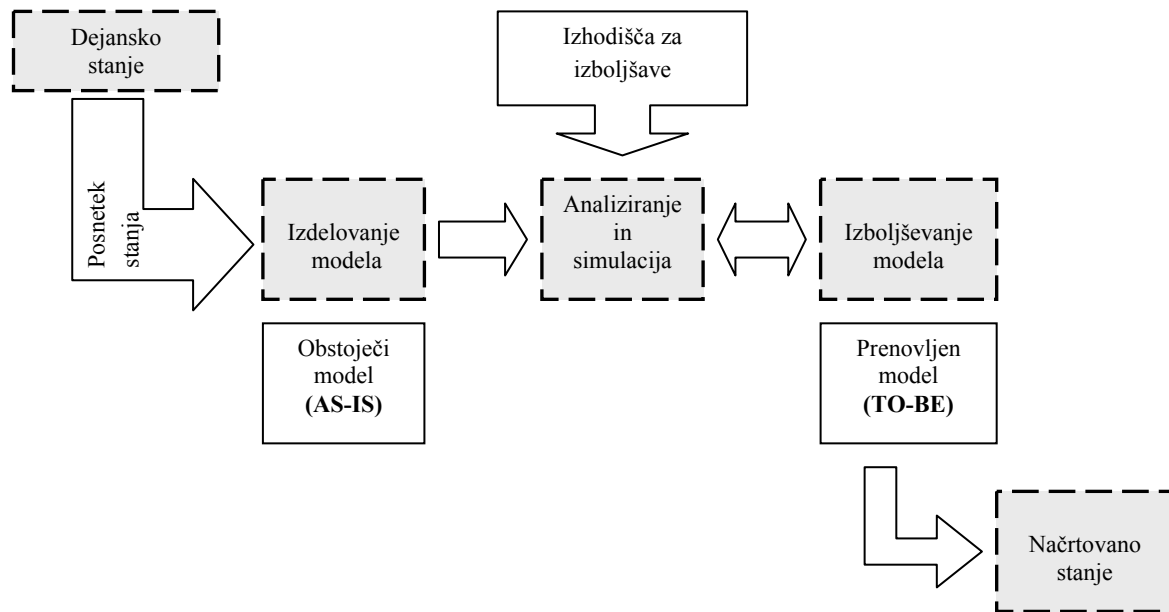 Dejansko
stanje
Izhodišča za
izboljšave
Posnetek
stanja
Izdelovanje
modela
Analiziranje
in
simulacija
Izboljševanje
modela
Obstoječi
model
(AS-IS)
Prenovljen
model
(TO-BE)
Načrtovano
stanje